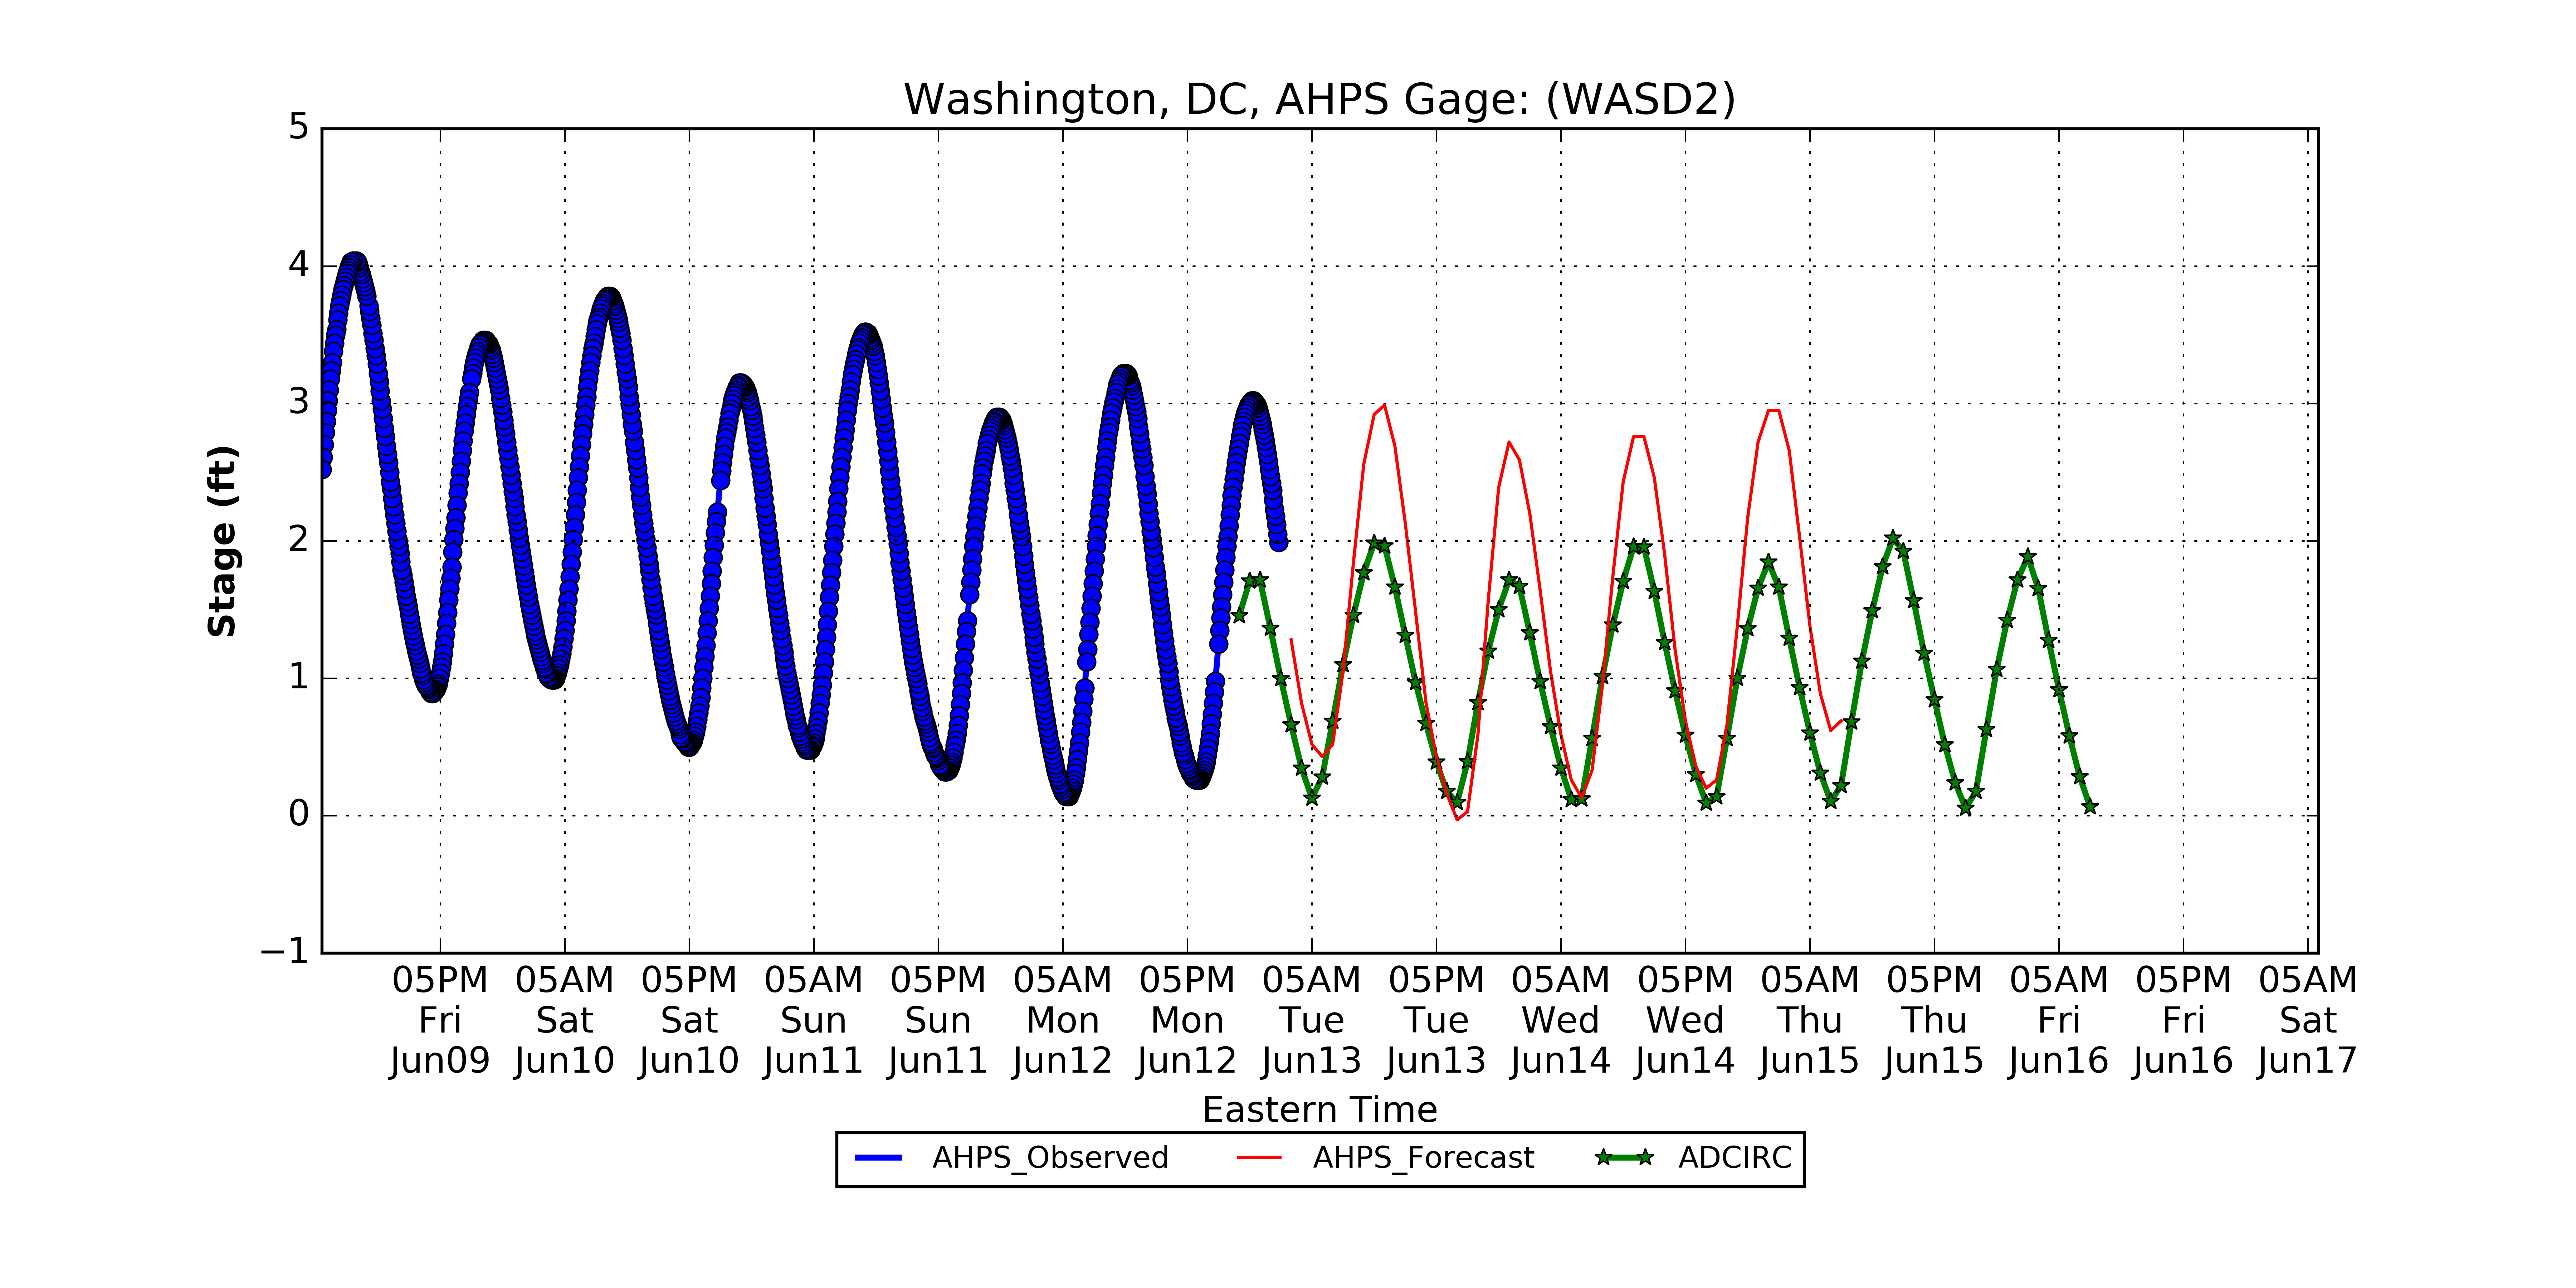 Washington, DC, AHPS Gage: (WASD2)
5
4
3
2
1
0
−1
Stage (ft)
05PM 05AM 05PM 05AM 05PM 05AM 05PM 05AM 05PM 05AM 05PM 05AM 05PM 05AM 05PM 05AM
Fri Sat Sat Sun Sun Mon Mon Tue Tue Wed Wed Thu Thu Fri Fri Sat
Jun09 Jun10 Jun10 Jun11 Jun11 Jun12 Jun12 Jun13 Jun13 Jun14 Jun14 Jun15 Jun15 Jun16 Jun16 Jun17
Eastern Time
AHPS_Observed AHPS_Forecast ADCIRC